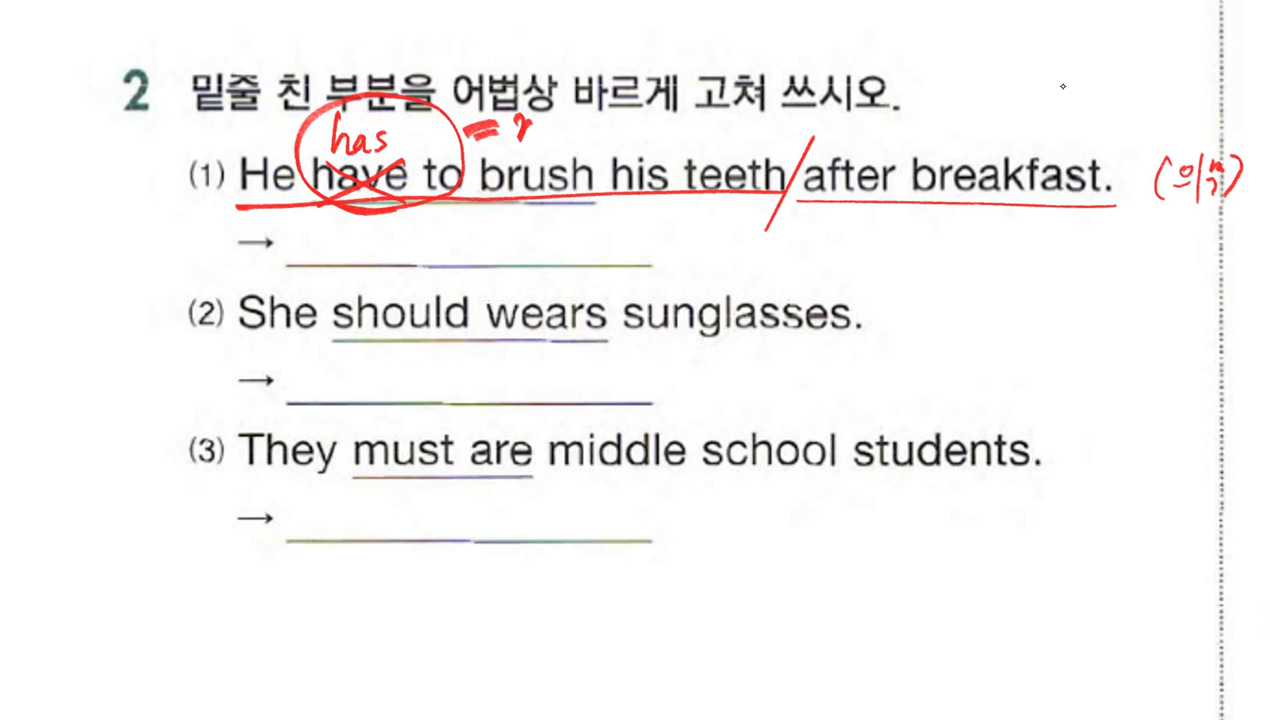 2 밑줄 친 부분을 어법상 바르게 고쳐 쓰시오.
has
(1) He have to brush his teeth / after breakfast.
→
(2) She should wears sunglasses.
→
(3) They must are middle school students.
→